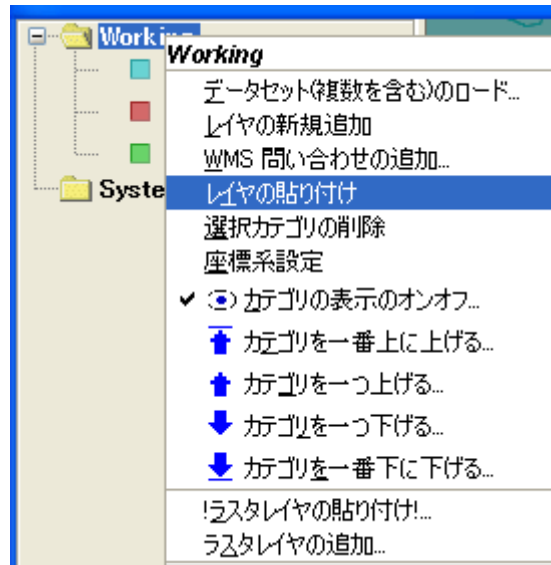 Working
Working
データセット(複数を含む)のロード...
レイヤの新規追加
WMS 問い合わせの追加...
レイヤの貼り付け
Syste
選択カテゴリの削除
座標系設定
カテゴリの表示のオンオフ...
カテゴリを一番上に上げる...
カテゴリを一つ上げる...
カテゴリを一つ下げる...
カテゴリを一番下に下げる...
!ラスタレイヤの貼り付け!...
ラスタレイヤの追加...